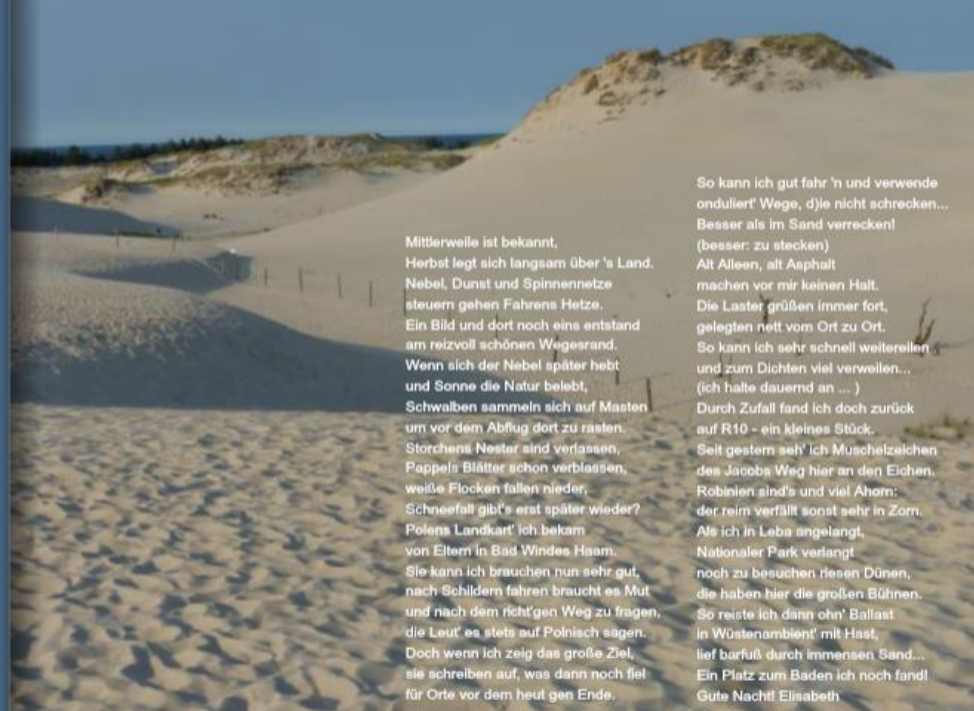 Mittlerweile ist bekannt,
Herbst legt sich langsam über 's Land.
Nebel, Dunst und Spinnennetze
steuern gehen Fahrens Hetze.
Ein Bild und dort noch eins entstand
am reizvoll schönen Wegesrand.
Wenn sich der Nebel später hebt
und Sonne die Natur belebt,
Schwalben sammeln sich auf Masten
um vor dem Abflug dort zu rasten.
Storchens Nester sind verlassen,
Pappels Blätter schon verblassen,
weiße Flocken fallen nieder,
Schneefall gibt's erst später wieder?
Polens Landkart' ich bekam
von Eltern in Bad Windes Haam.
Sie kann ich brauchen nun sehr gut,
nach Schildern fahren braucht es Mut
und nach dem richt'gen Weg zu fragen,
die Leut' es stets auf Polnisch sagen.
Doch wenn ich zeig das große Ziel,
sie schreiben auf, was dann noch fiel
für Orte vor dem heut gen Ende.
So kann ich gut fahr 'n und verwende
onduliert' Wege, d)ie nicht schrecken...
Besser als im Sand verrecken!
(besser: zu stecken)
Alt Alleen, alt Asphalt
machen vor mir keinen Halt.
Die Laster grüßen immer fort,
gelegten nett vom Ort zu Ort.
So kann ich sehr schnell weitereilen
und zum Dichten viel verweilen...
(ich halte dauernd an ... )
Durch Zufall fand ich doch zurück
auf R10 - ein kleines Stück.
Seit gestern seh' ich Muschelzeichen
des Jacobs Weg hier an den Eichen.
Robinien sind's und viel Ahorn:
der reim verfällt sonst sehr in Zorn.
Als ich in Leba angelangt,
Nationaler Park verlangt
noch zu besuchen riesen Dünen,
die haben hier die großen Bühnen.
So reiste ich dann ohn' Ballast
in Wüstenambient' mit Hast,
lief barfuß durch immensen Sand...
Ein Platz zum Baden ich noch fand!
Gute Nacht! Elisabeth